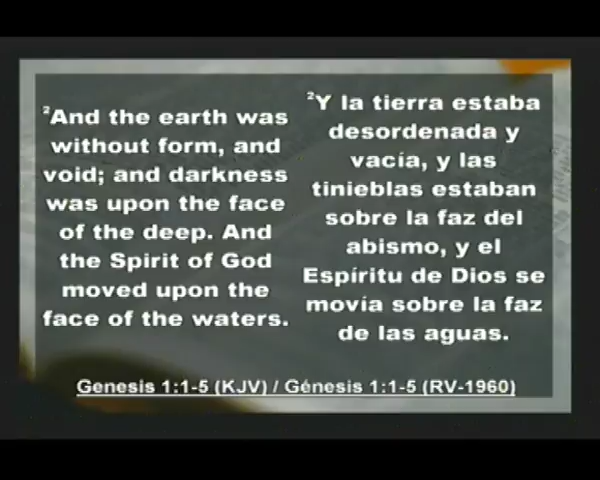 ²And the earth was
without form, and
void; and darkness
was upon the face
of the deep. And
the Spirit of God
moved upon the
face of the waters.
²Y la tierra estaba
desordenada y
vacía, y las
tinieblas estaban
sobre la faz del
abismo, y el
Espíritu de Dios se
movía sobre la faz
de las aguas.
Genesis 1:1-5 (KJV) / Génesis 1:1-5 (RV-1960)